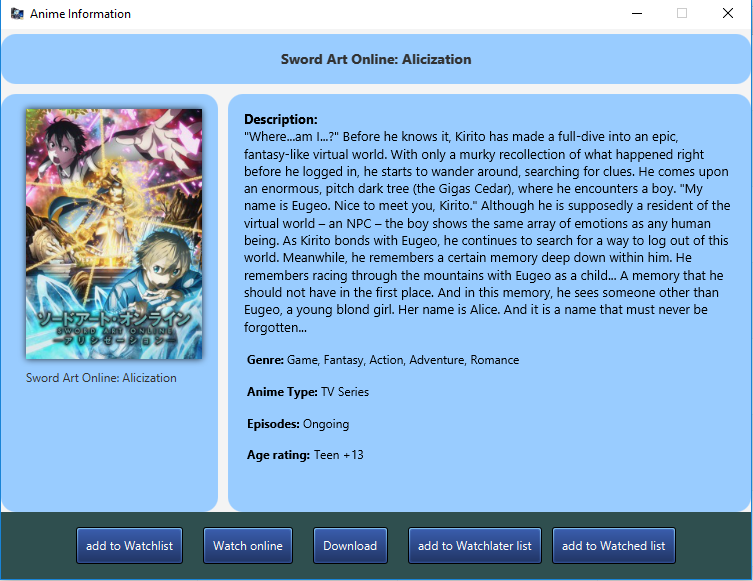 Anime Information
Sword Art Online: Alicization
ソードアート・オンライン
SWORD ART ONLINE
アリシゼーション
Sword Art Online: Alicization
Description:
"Where...am I...?" Before he knows it, Kirito has made a full-dive into an epic,
fantasy-like virtual world. With only a murky recollection of what happened right
before he logged in, he starts to wander around, searching for clues. He comes upon
an enormous, pitch dark tree (the Gigas Cedar), where he encounters a boy. "My
name is Eugeo. Nice to meet you, Kirito." Although he is supposedly a resident of the
virtual world – an NPC – the boy shows the same array of emotions as any human
being. As Kirito bonds with Eugeo, he continues to search for a way to log out of this
world. Meanwhile, he remembers a certain memory deep down within him. He
remembers racing through the mountains with Eugeo as a child... A memory that he
should not have in the first place. And in this memory, he sees someone other than
Eugeo, a young blond girl. Her name is Alice. And it is a name that must never be
forgotten...
Genre: Game, Fantasy, Action, Adventure, Romance
Anime Type: TV Series
Episodes: Ongoing
Age rating: Teen +13
add to Watchlist
Watch online
Download
add to Watchlater list
add to Watched list